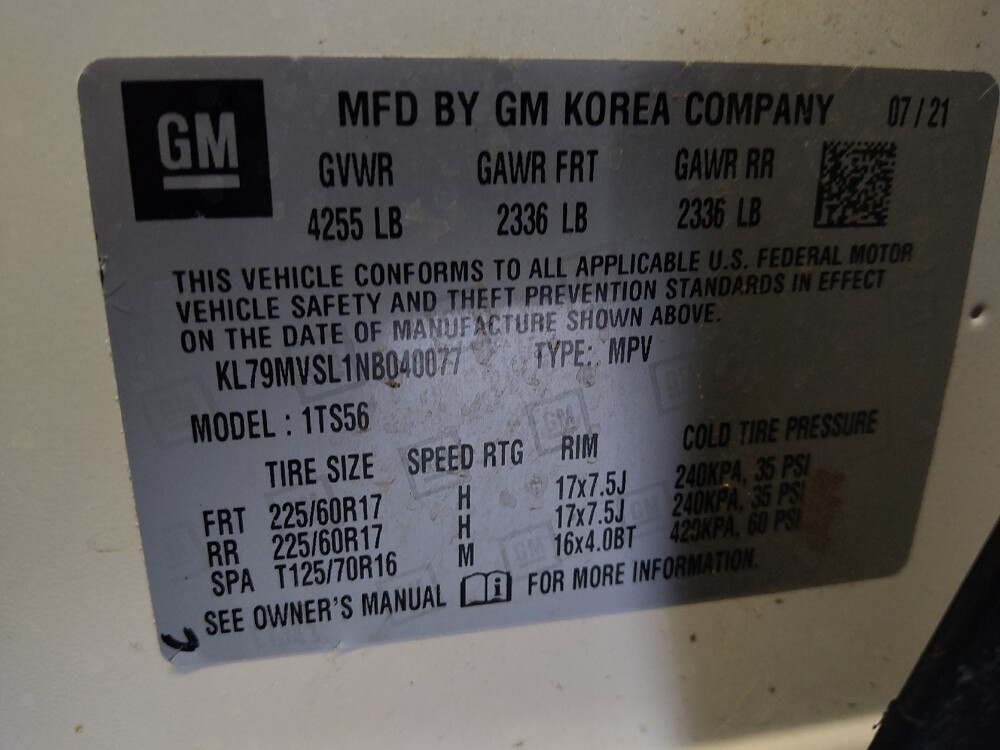 GM
MFD BY GM KOREA COMPANY 07/21
GVWR GAWR FRT GAWR RR
4255 LB 2336 LB 2336 LB
THIS VEHICLE CONFORMS TO ALL APPLICABLE U.S. FEDERAL MOTOR
VEHICLE SAFETY AND THEFT PREVENTION STANDARDS IN EFFECT
ON THE DATE OF MANUFACTURE SHOWN ABOVE.
KL79MVSL1NB040077 TYPE: MPV
MODEL : 1TS56
TIRE SIZE SPEED RTG RIM COLD TIRE PRESSURE
FRT 225/60R17 H 17x7.5J 240KPA, 35 PSI
RR 225/60R17 H 17x7.5J 240KPA, 35 PSI
SPA T125/70R16 M 16x4.0BT 420KPA, 60 PSI
SEE OWNER'S MANUAL i FOR MORE INFORMATION.